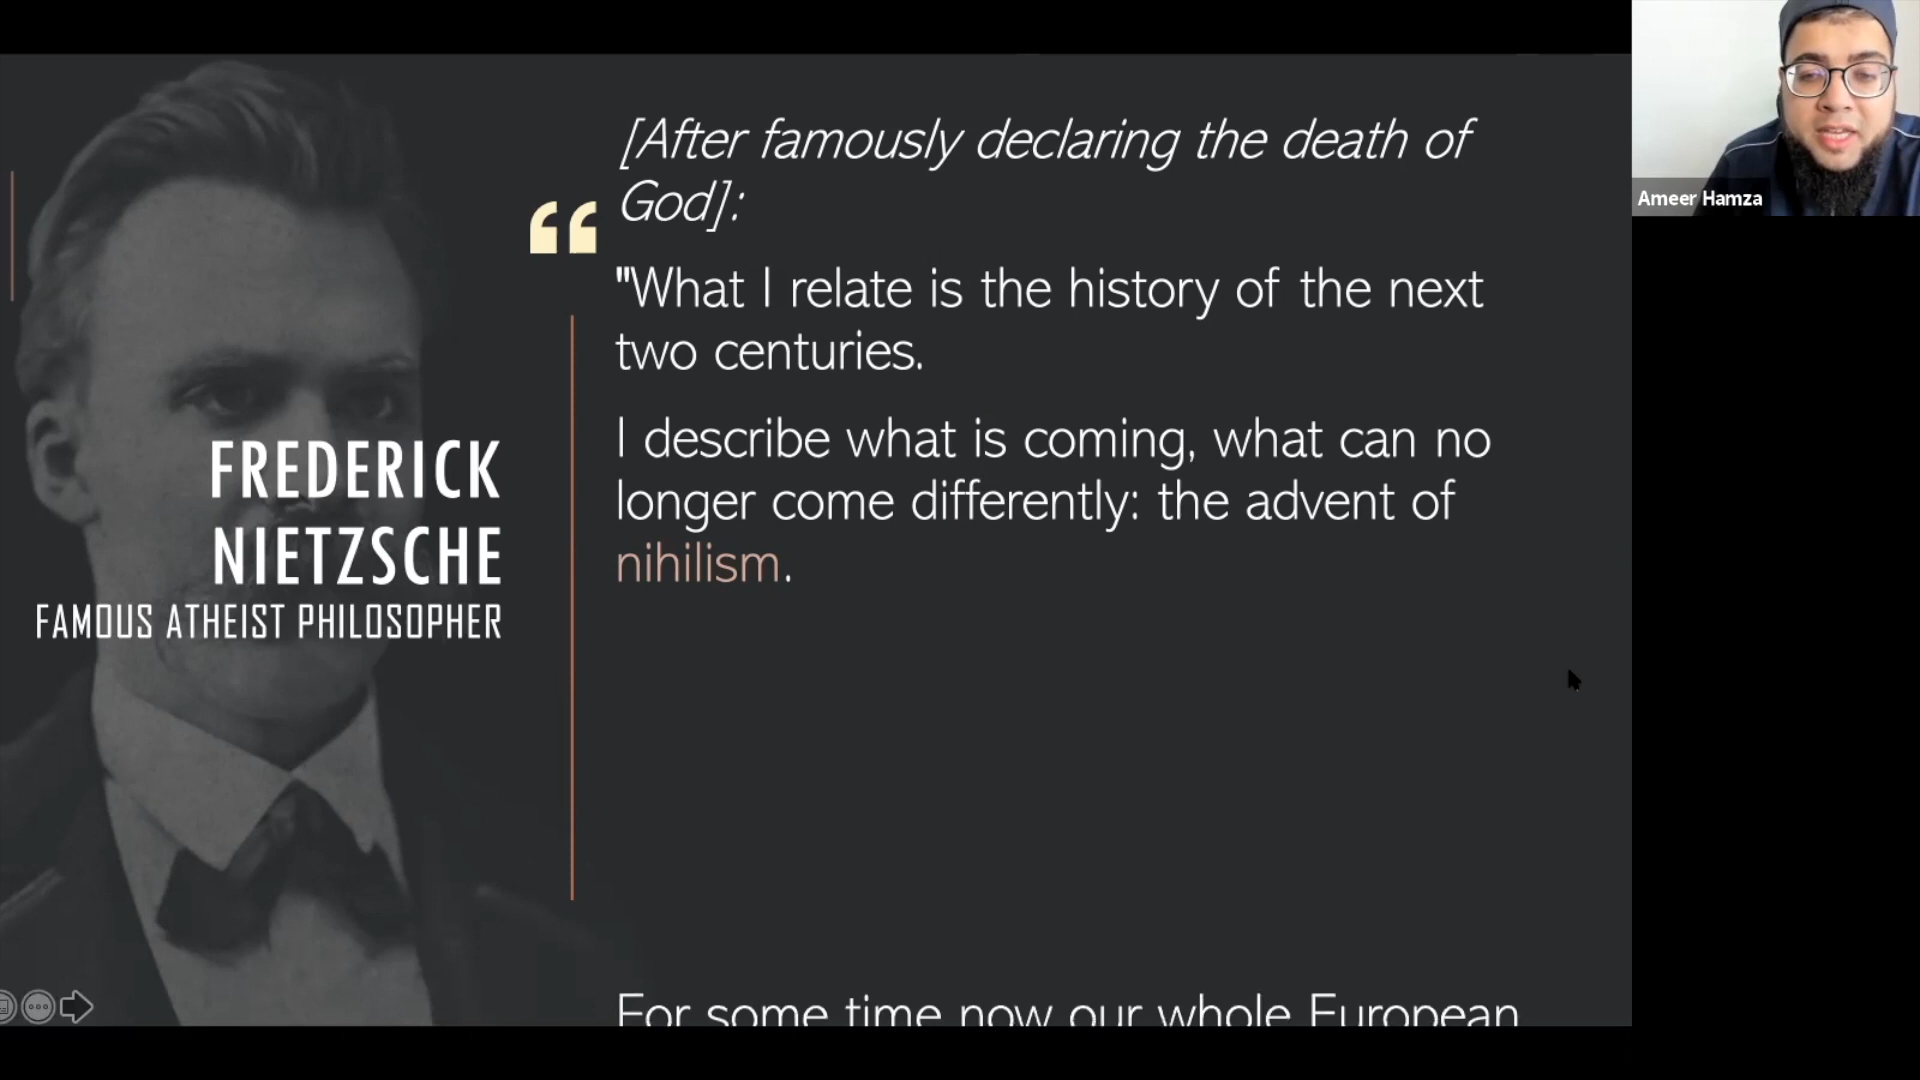 [After famously declaring the death of
God]:
"What I relate is the history of the next
two centuries.
I describe what is coming, what can no
longer come differently: the advent of
nihilism.
For some time now our whole European
FREDERICK
NIETZSCHE
FAMOUS ATHEIST PHILOSOPHER
Ameer Hamza